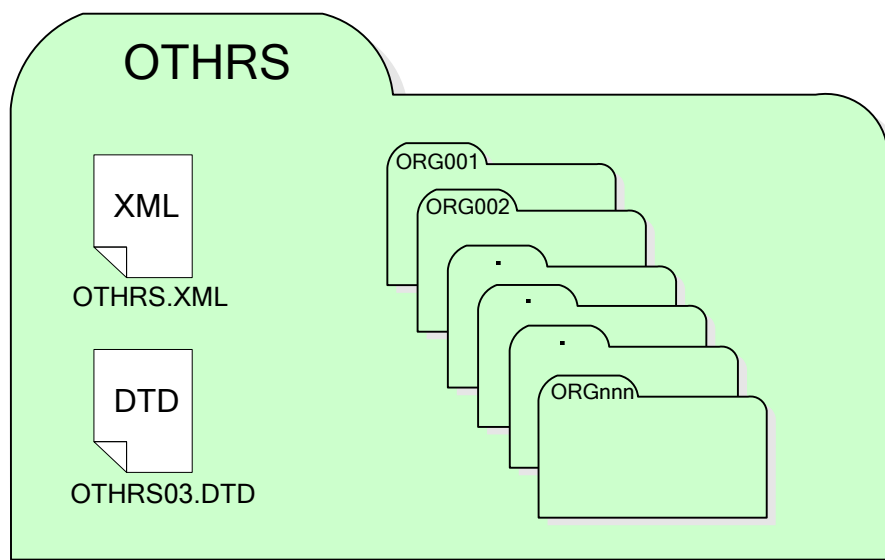 OTHRS
XML
OTHRS.XML
DTD
OTHRS03.DTD
ORG001
ORG002
.
.
.
ORGnnn